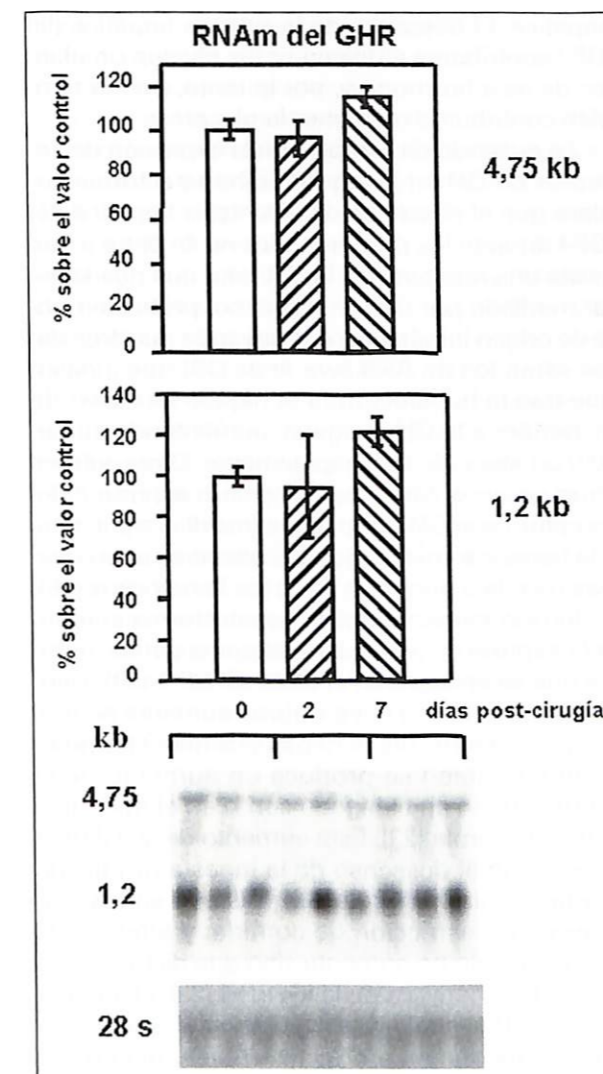 RNAm del GHR
% sobre el valor control
120
100
80
60
40
20
0
4,75 kb
% sobre el valor control
140
120
100
80
60
40
20
0
1,2 kb
0 2 7 días post-cirugía
kb
4,75
1,2
28 s